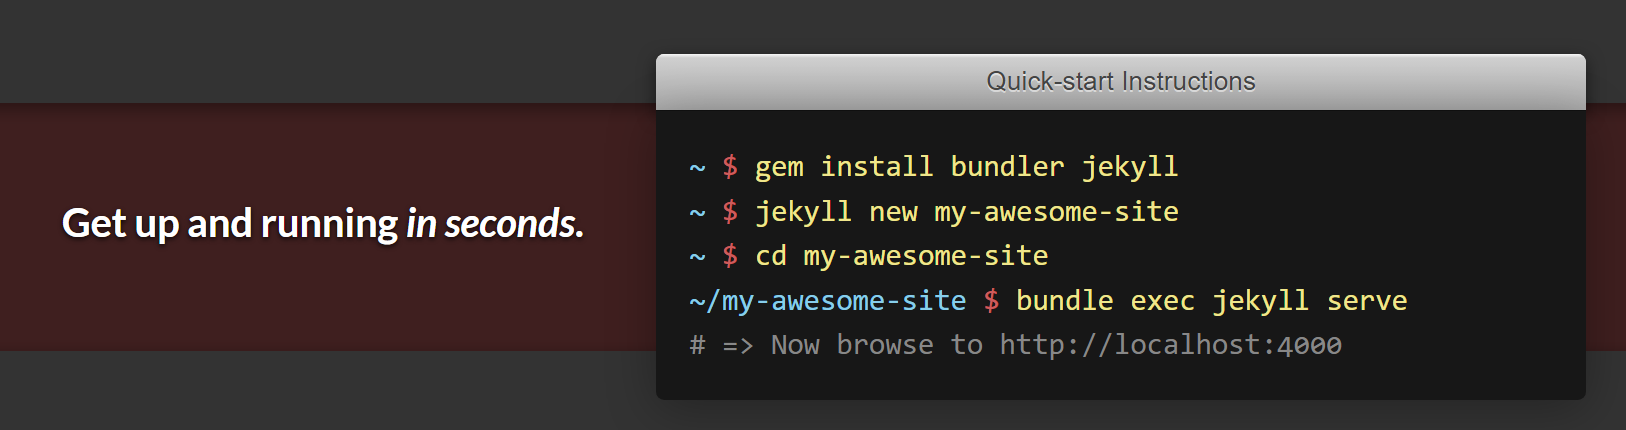 Get up and running in seconds.
Quick-start Instructions
~ $ gem install bundler jekyll
~ $ jekyll new my-awesome-site
~ $ cd my-awesome-site
~/my-awesome-site $ bundle exec jekyll serve
# => Now browse to http://localhost:4000